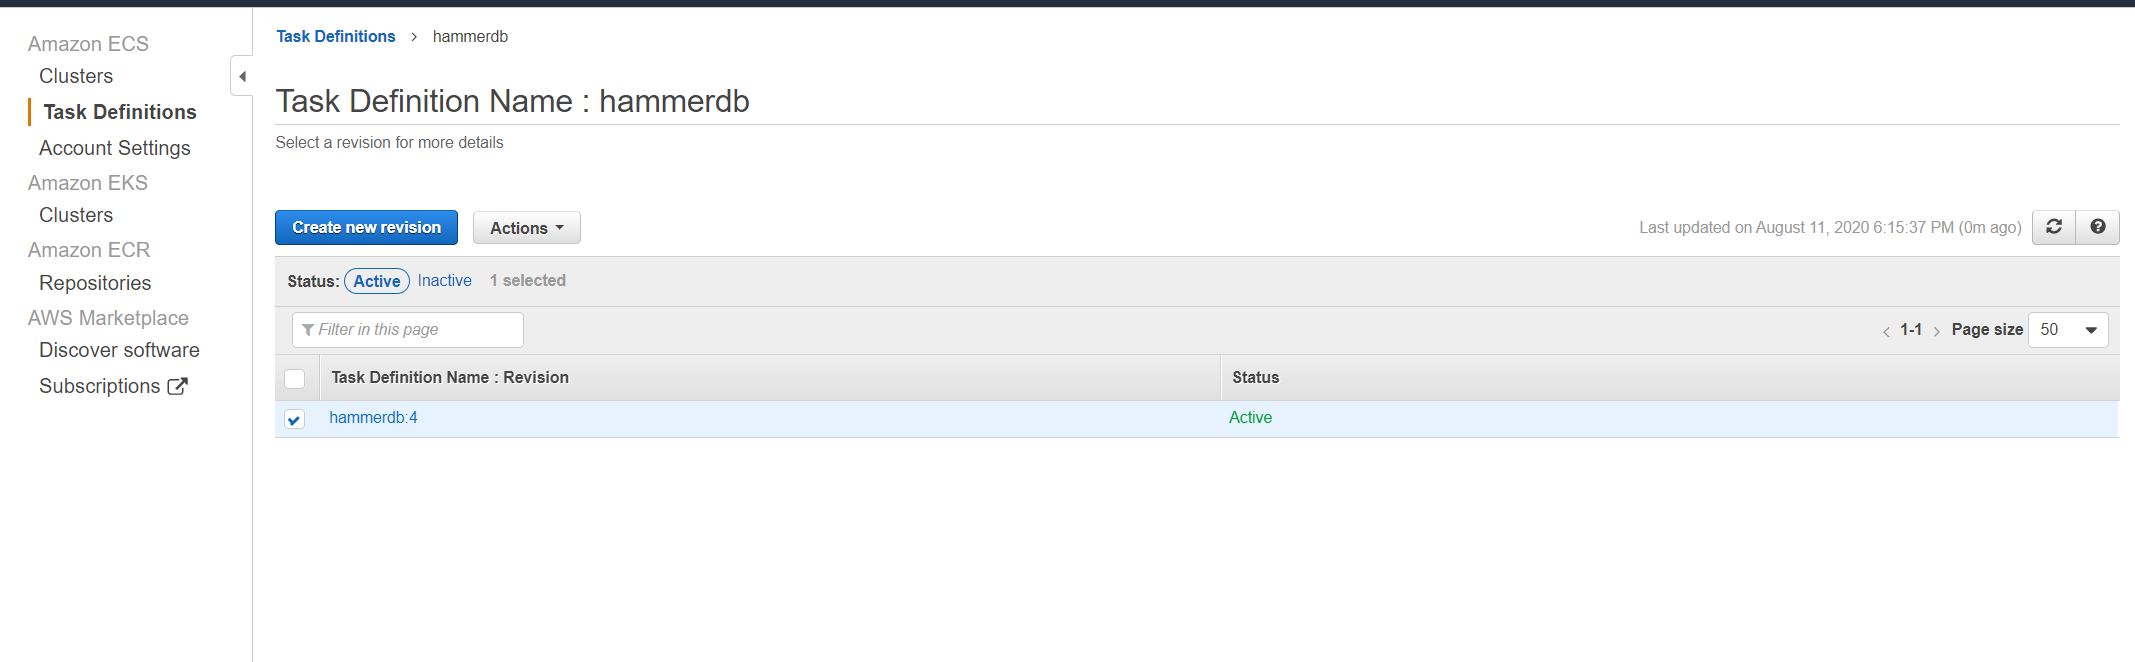 Amazon ECS
Clusters
Task Definitions
Account Settings
Amazon EKS
Clusters
Amazon ECR
Repositories
AWS Marketplace
Discover software
Subscriptions
Task Definitions > hammerdb
Task Definition Name : hammerdb
Select a revision for more details
Create new revision Actions Last updated on August 11, 2020 6:15:37 PM (0m ago)
Status: Active Inactive 1 selected
Filter in this page < 1-1 > Page size 50
Task Definition Name : Revision Status
hammerdb:4 Active